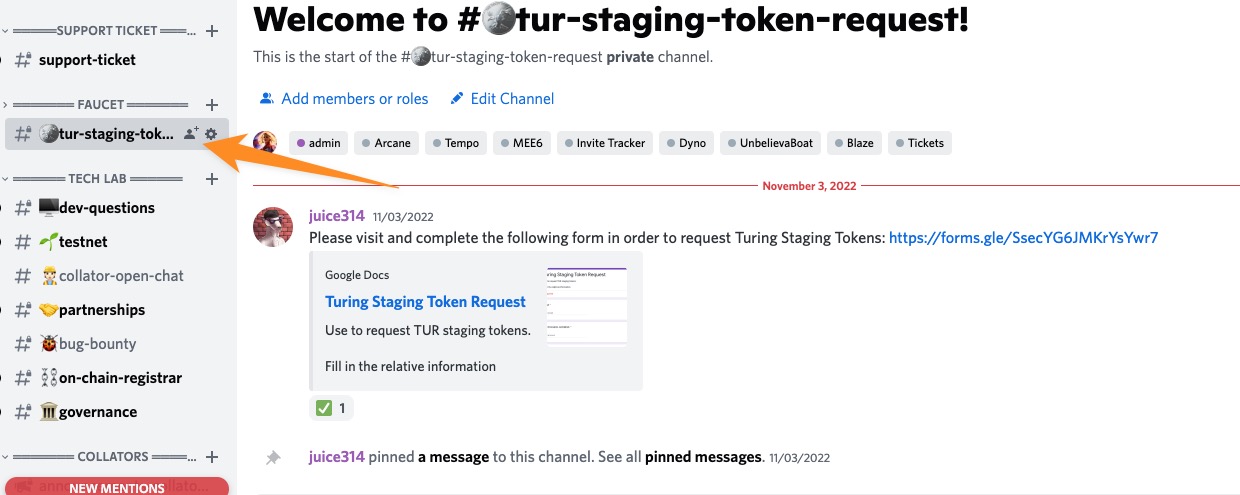 SUPPORT TICKET
support-ticket
FAUCET
tur-staging-tok...
TECH LAB
dev-questions
testnet
collator-open-chat
partnerships
bug-bounty
on-chain-registrar
governance
COLLATORS
NEW MENTIONS
Welcome to #🌑tur-staging-token-request!
This is the start of the #🌑tur-staging-token-request private channel.
Add members or roles Edit Channel
admin Arcane Tempo MEE6 Invite Tracker Dyno UnbelievaBoat Blaze Tickets
November 3, 2022
juice314 11/03/2022
Please visit and complete the following form in order to request Turing Staging Tokens: https://forms.gle/SsecYG6JMKrYsYwr7
Google Docs
Turing Staging Token Request
Use to request TUR staging tokens.
Fill in the relative information
✅ 1
juice314 pinned a message to this channel. See all pinned messages. 11/03/2022